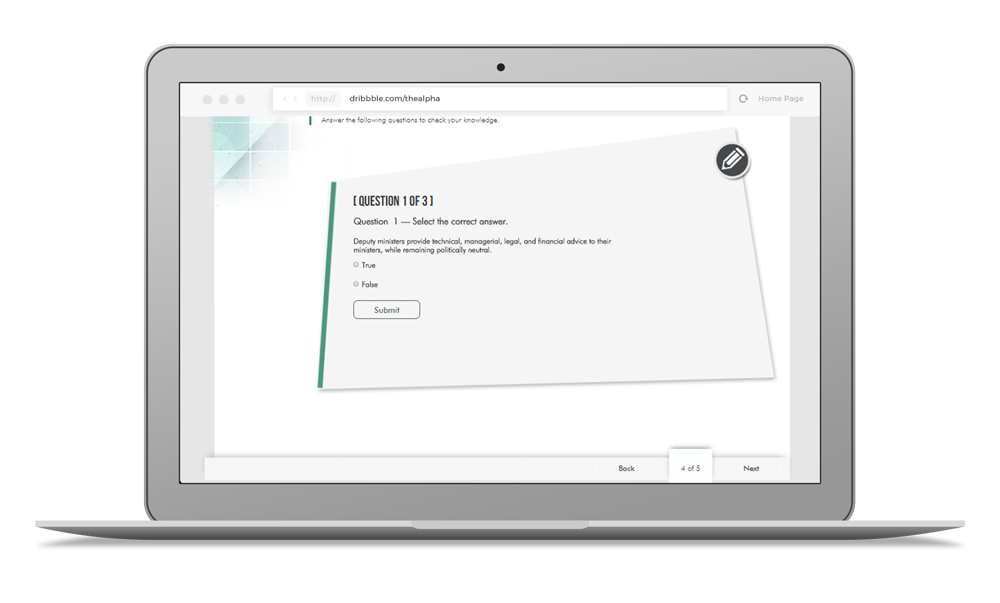 http:// dribbble.com/thealpha Home Page
Answer the following questions to check your knowledge.
[ QUESTION 1 OF 3 ]
Question 1 — Select the correct answer.
Deputy ministers provide technical, managerial, legal, and financial advice to their
ministers, while remaining politically neutral.
True
False
Submit
Back 4 of 5 Next